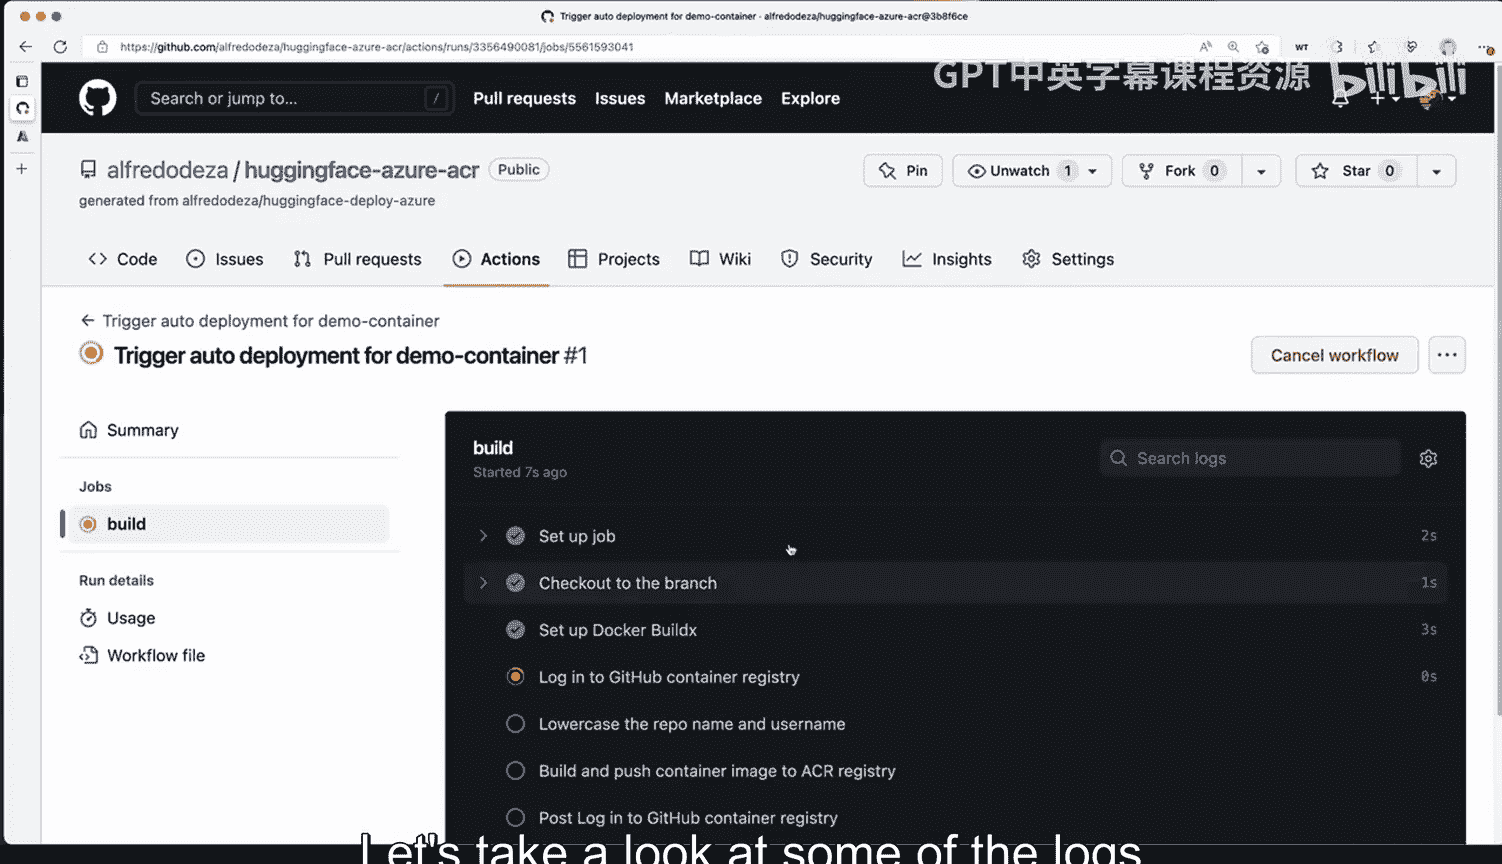 Trigger auto deployment for demo-container - alfredodeza/huggingface-azure-acr@3b8f6ce
https://github.com/alfredodeza/huggingface-azure-acr/actions/runs/3356490081/jobs/5561593041
WT
GPT中英字幕课程资源 bilibili
Search or jump to... /
Pull requests Issues Marketplace Explore
alfredodeza / huggingface-azure-acr Public
Pin Unwatch 1 Fork 0 Star 0
generated from alfredodeza/huggingface-deploy-azure
Code Issues Pull requests Actions Projects Wiki Security Insights Settings
Trigger auto deployment for demo-container
Trigger auto deployment for demo-container #1
Cancel workflow
Summary
Jobs
build
Run details
Usage
Workflow file
build
Started 7s ago
Search logs
Set up job 2s
Checkout to the branch 1s
Set up Docker Buildx 3s
Log in to GitHub container registry 0s
Lowercase the repo name and username
Build and push container image to ACR registry
Post Log in to GitHub container registry
Let's take a look at some of the logs